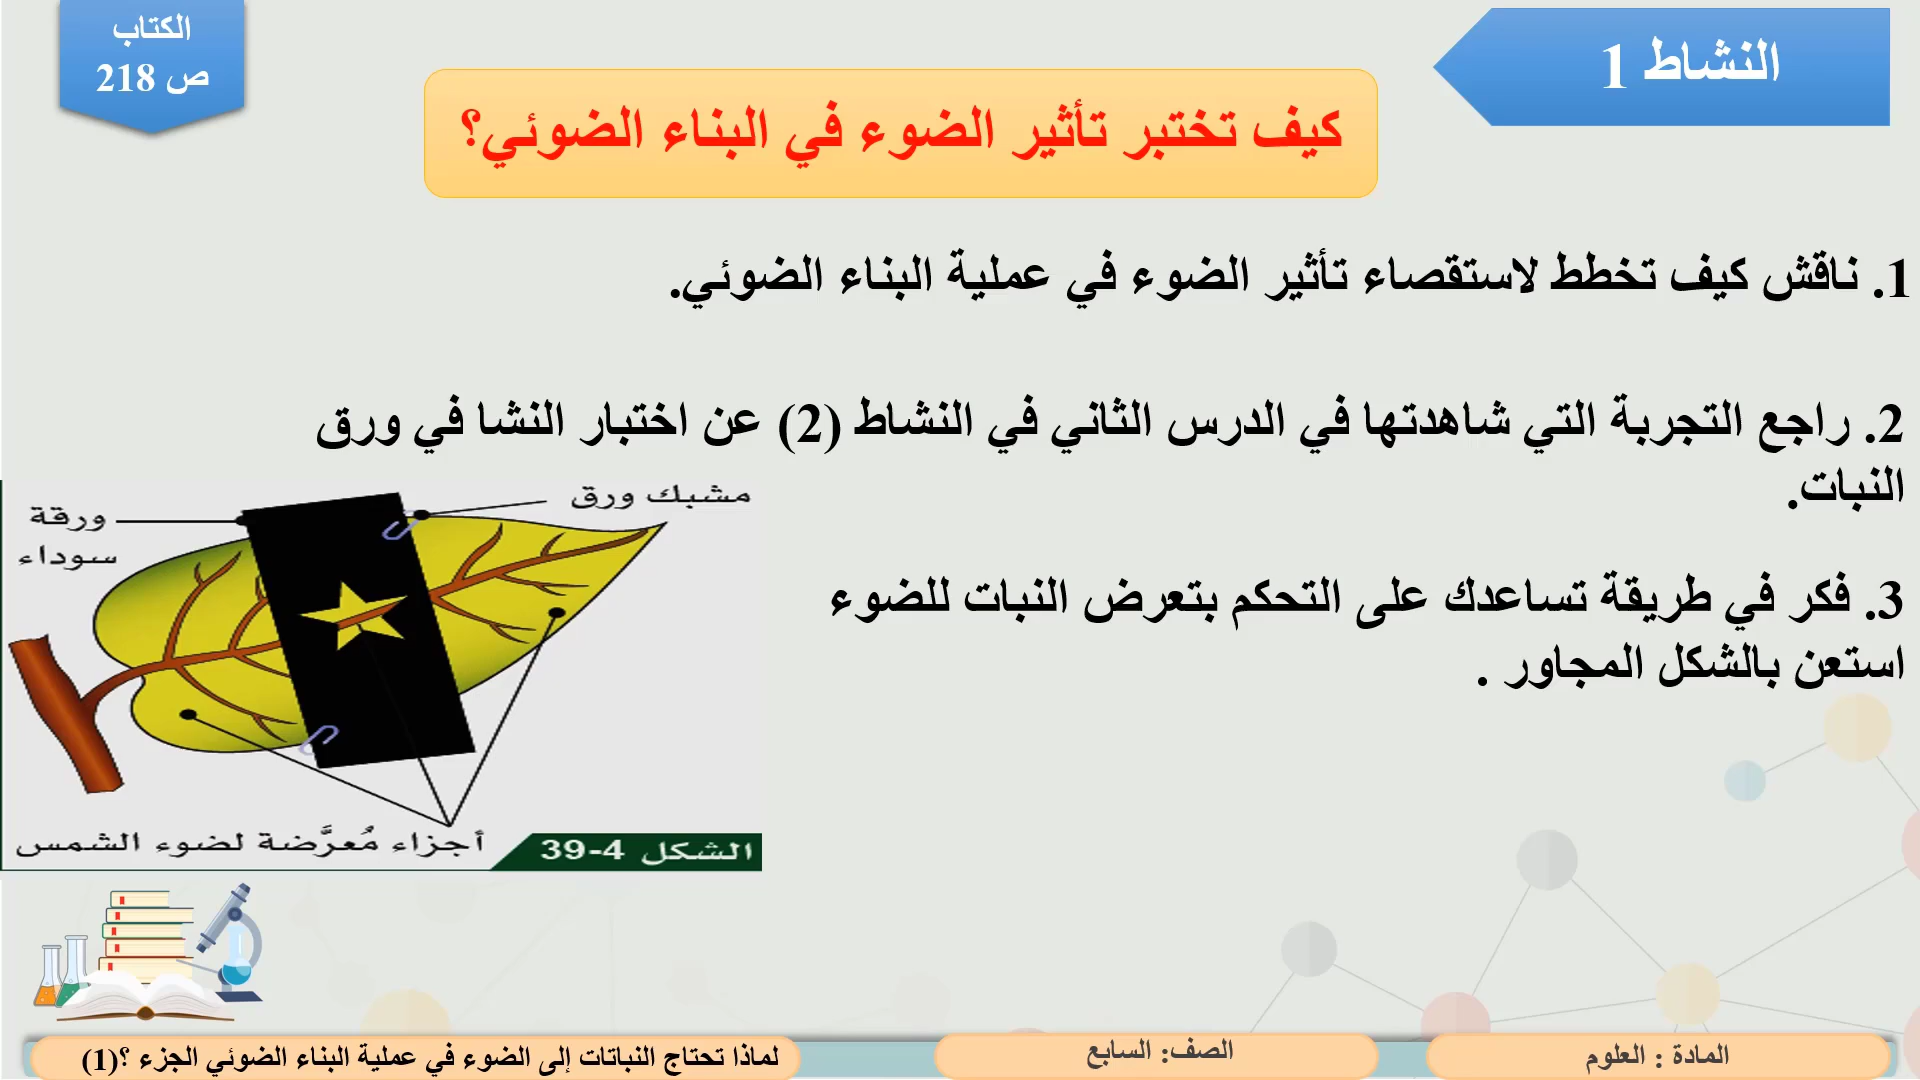 النشاط 1
الكتاب
ص 218
كيف تختبر تأثير الضوء في البناء الضوئي؟
1. ناقش كيف تخطط لاستقصاء تأثير الضوء في عملية البناء الضوئي.
2. راجع التجربة التي شاهدتها في الدرس الثاني في النشاط (2) عن اختبار النشا في ورق
النبات.
3. فكر في طريقة تساعدك على التحكم بتعرض النبات للضوء
استعن بالشكل المجاور .
مشبك ورق
ورقة
سوداء
أجزاء مُعرَّضة لضوء الشمس
الشكل 4-39
المادة : العلوم
الصف: السابع
لماذا تحتاج النباتات إلى الضوء في عملية البناء الضوئي الجزء ؟(1)